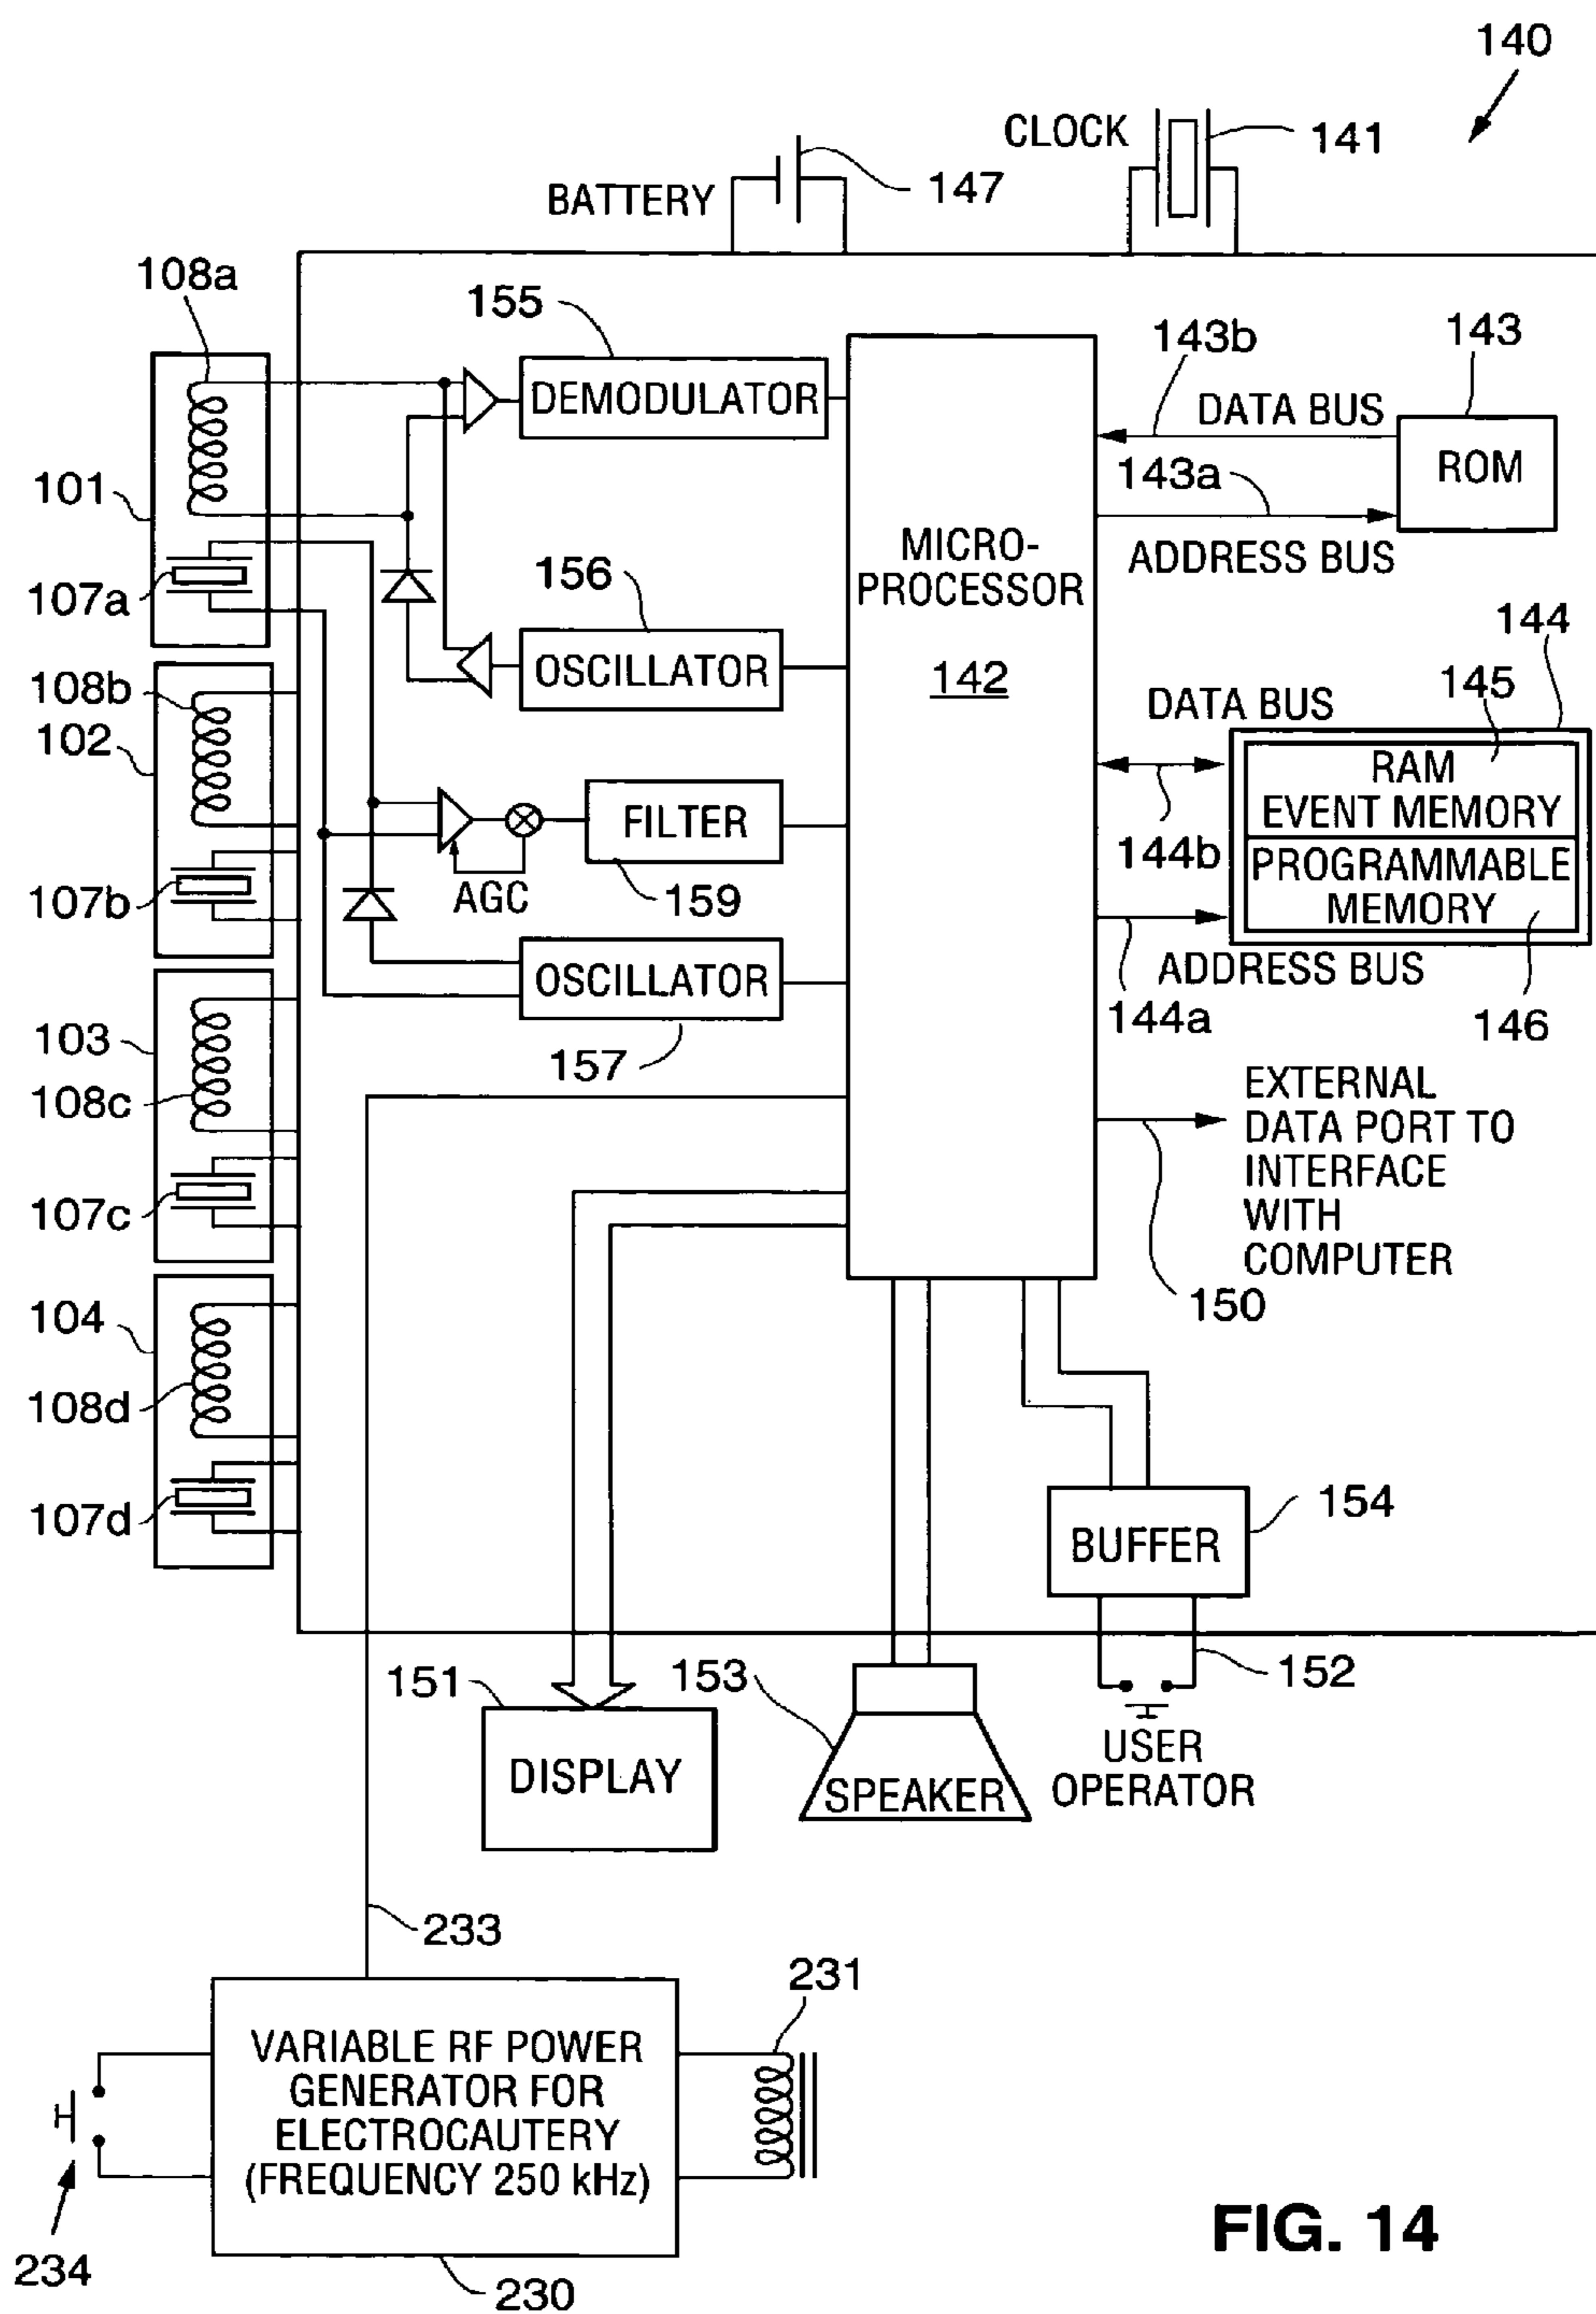 140
CLOCK
141
BATTERY
147
108a
155
143b
143
DEMODULATOR
DATA BUS
ROM
101
143a
MICRO-
PROCESSOR
142
ADDRESS BUS
107a
156
OSCILLATOR
144
108b
102
145
DATA BUS
RAM
EVENT MEMORY
FILTER
144b
PROGRAMMABLE
MEMORY
107b
AGC
159
OSCILLATOR
ADDRESS BUS
144a
146
103
157
108c
EXTERNAL
DATA PORT TO
INTERFACE
WITH
COMPUTER
107c
150
104
108d
107d
154
BUFFER
151
153
152
DISPLAY
SPEAKER
USER
OPERATOR
233
231
VARIABLE RF POWER
GENERATOR FOR
ELECTROCAUTERY
(FREQUENCY 250 kHz)
234
230
FIG. 14